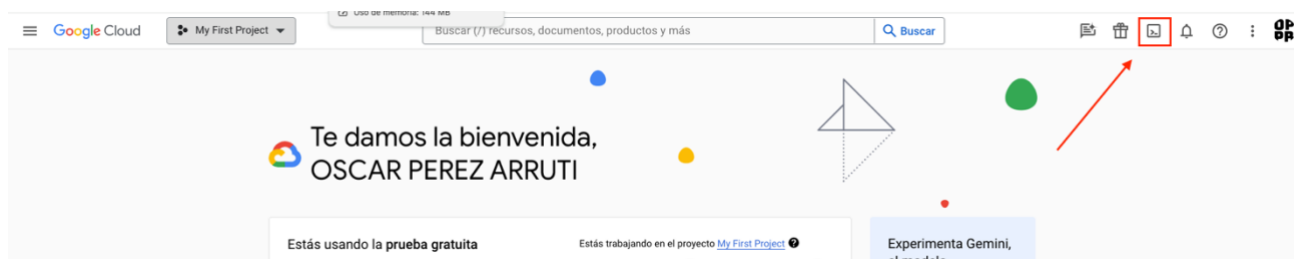 Uso de memoria: 144 MB
Google Cloud
My First Project
Buscar (/) recursos, documentos, productos y más
Buscar
Te damos la bienvenida,
OSCAR PEREZ ARRUTI
Estás usando la prueba gratuita
Estás trabajando en el proyecto My First Project
Experimenta Gemini,
el modelo